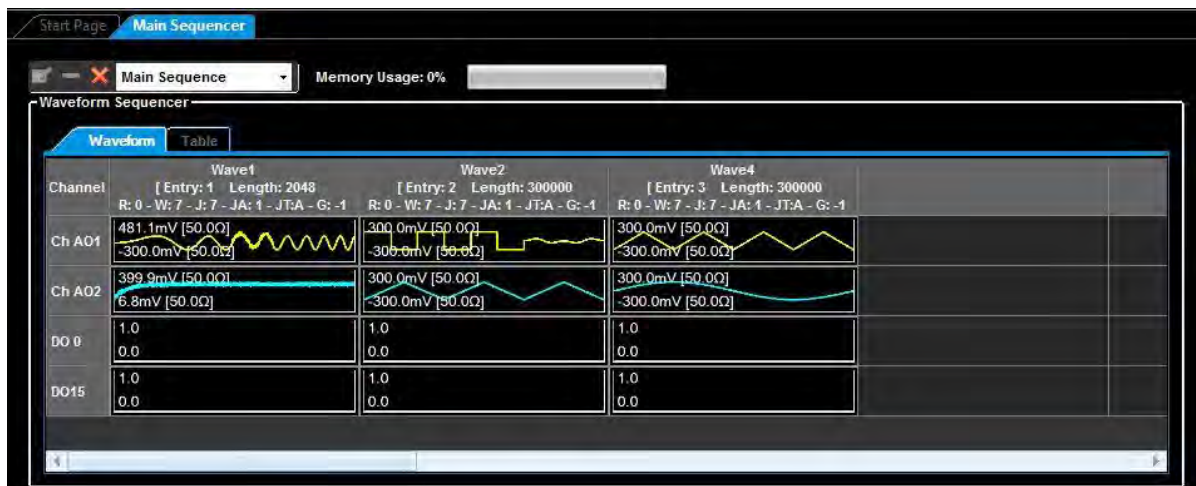 Start Page Main Sequencer
Main Sequence Memory Usage: 0%
Waveform Sequencer
Waveform Table
Channel
Wave1
[ Entry: 1 Length: 2048
R: 0 - W: 7 - J: 7 - JA: 1 - JT:A - G: -1
Wave2
[ Entry: 2 Length: 300000
R: 0 - W: 7 - J: 7 - JA: 1 - JT:A - G: -1
Wave4
[ Entry: 3 Length: 300000
R: 0 - W: 7 - J: 7 - JA: 1 - JT:A - G: -1
Ch AO1
481.1mV [50.0Ω]
-300.0mV [50.0Ω]
300.0mV [50.0Ω]
-300.0mV [50.0Ω]
300.0mV [50.0Ω]
-300.0mV [50.0Ω]
Ch AO2
399.9mV [50.0Ω]
6.8mV [50.0Ω]
300.0mV [50.0Ω]
-300.0mV [50.0Ω]
300.0mV [50.0Ω]
-300.0mV [50.0Ω]
DO 0
1.0
0.0
1.0
0.0
1.0
0.0
DO15
1.0
0.0
1.0
0.0
1.0
0.0